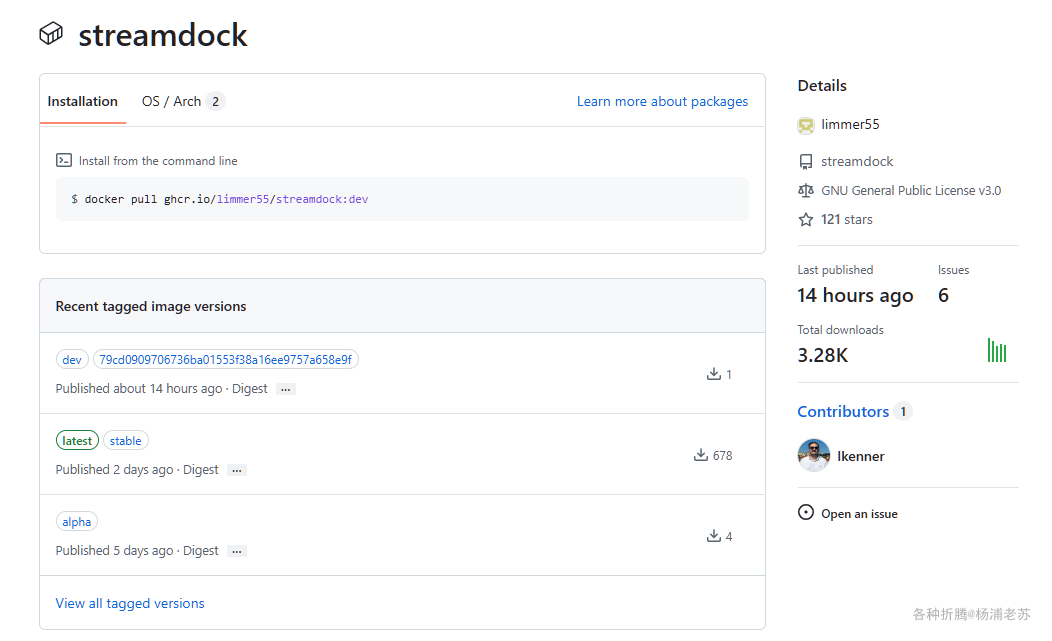 streamdock
Installation OS / Arch 2 Learn more about packages
Install from the command line
$ docker pull ghcr.io/limmer55/streamdock:dev
Recent tagged image versions
dev 79cd0909706736ba01553f38a16ee9757a658e9f
Published about 14 hours ago · Digest ...
1
latest stable
Published 2 days ago · Digest ...
678
alpha
Published 5 days ago · Digest ...
4
View all tagged versions
Details
limmer55
streamdock
GNU General Public License v3.0
121 stars
Last published Issues
14 hours ago 6
Total downloads
3.28K
Contributors 1
lkenner
Open an issue
各种折腾@杨浦老苏